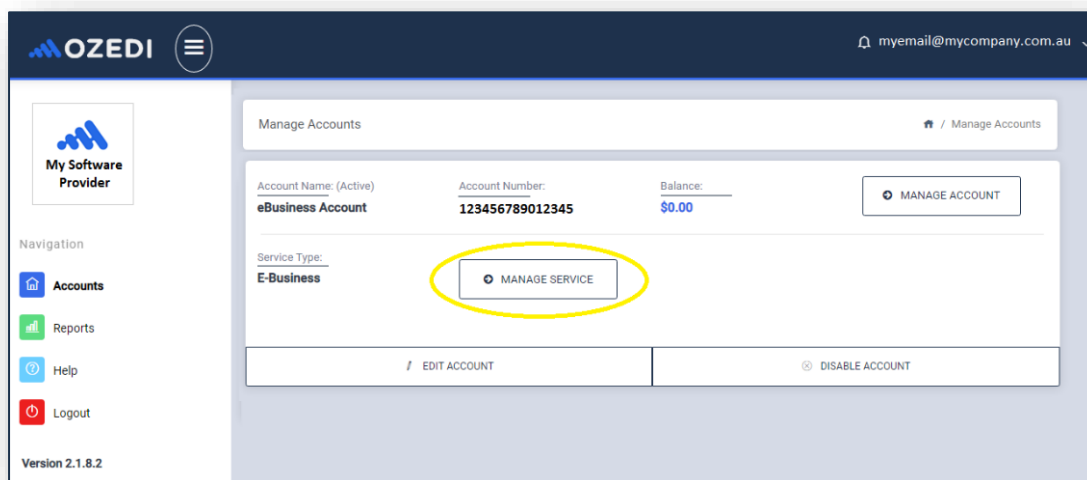 OZEDI
myemail@mycompany.com.au
My Software
Provider
Navigation
Accounts
Reports
Help
Logout
Version 2.1.8.2
Manage Accounts
/ Manage Accounts
Account Name: (Active)
eBusiness Account
Account Number:
123456789012345
Balance:
$0.00
MANAGE ACCOUNT
Service Type:
E-Business
MANAGE SERVICE
EDIT ACCOUNT
DISABLE ACCOUNT